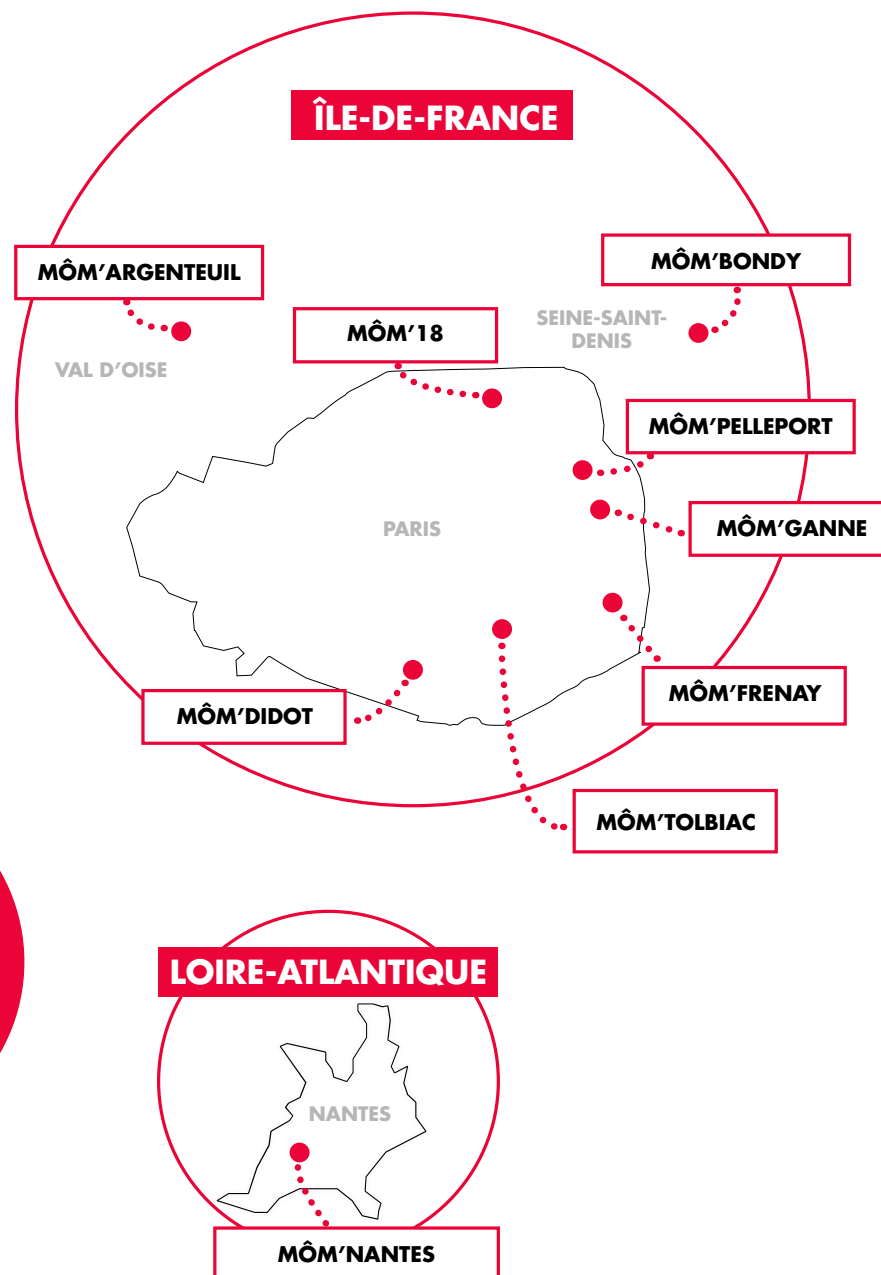 ÎLE-DE-FRANCE
MÔM'ARGENTEUIL
MÔM'BONDY
MÔM'18
SEINE-SAINT-
DENIS
VAL D'OISE
MÔM'PELLEPORT
PARIS
MÔM'GANNE
MÔM'FRENAY
MÔM'DIDOT
MÔM'TOLBIAC
LOIRE-ATLANTIQUE
NANTES
MÔM'NANTES